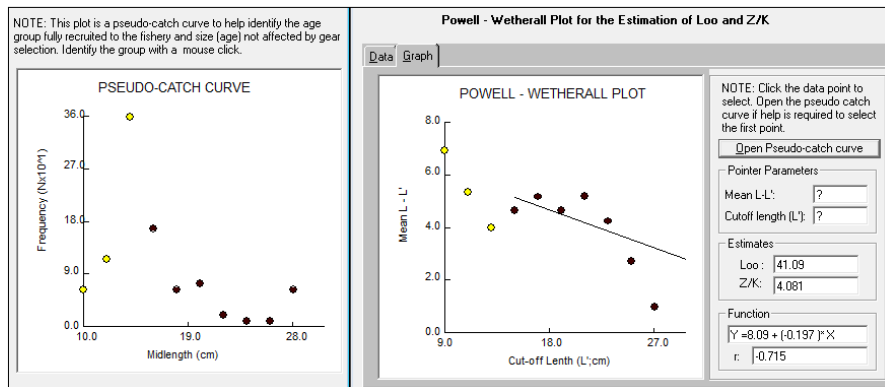 NOTE: This plot is a pseudo-catch curve to help identify the age
group fully recruited to the fishery and size (age) not affected by gear
selection. Identify the group with a mouse click.
PSEUDO-CATCH CURVE
36.0
27.0
18.0
9.0
0.0
Frequency (Nx10^1)
10.0 19.0 28.0
Midlength (cm)
Powell - Wetherall Plot for the Estimation of Loo and Z/K
Data Graph
POWELL - WETHERALL PLOT
8.0
6.0
4.0
2.0
0.0
Mean L - L'
9.0 18.0 27.0
Cut-off Lenth (L';cm)
NOTE: Click the data point to
select. Open the pseudo catch
curve if help is required to select
the first point.
Open Pseudo-catch curve
Pointer Parameters
Mean L-L': ?
Cutoff length (L'): ?
Estimates
Loo : 41.09
Z/K: 4.081
Function
Y =8.09 + (-0.197 )* X
r: -0.715